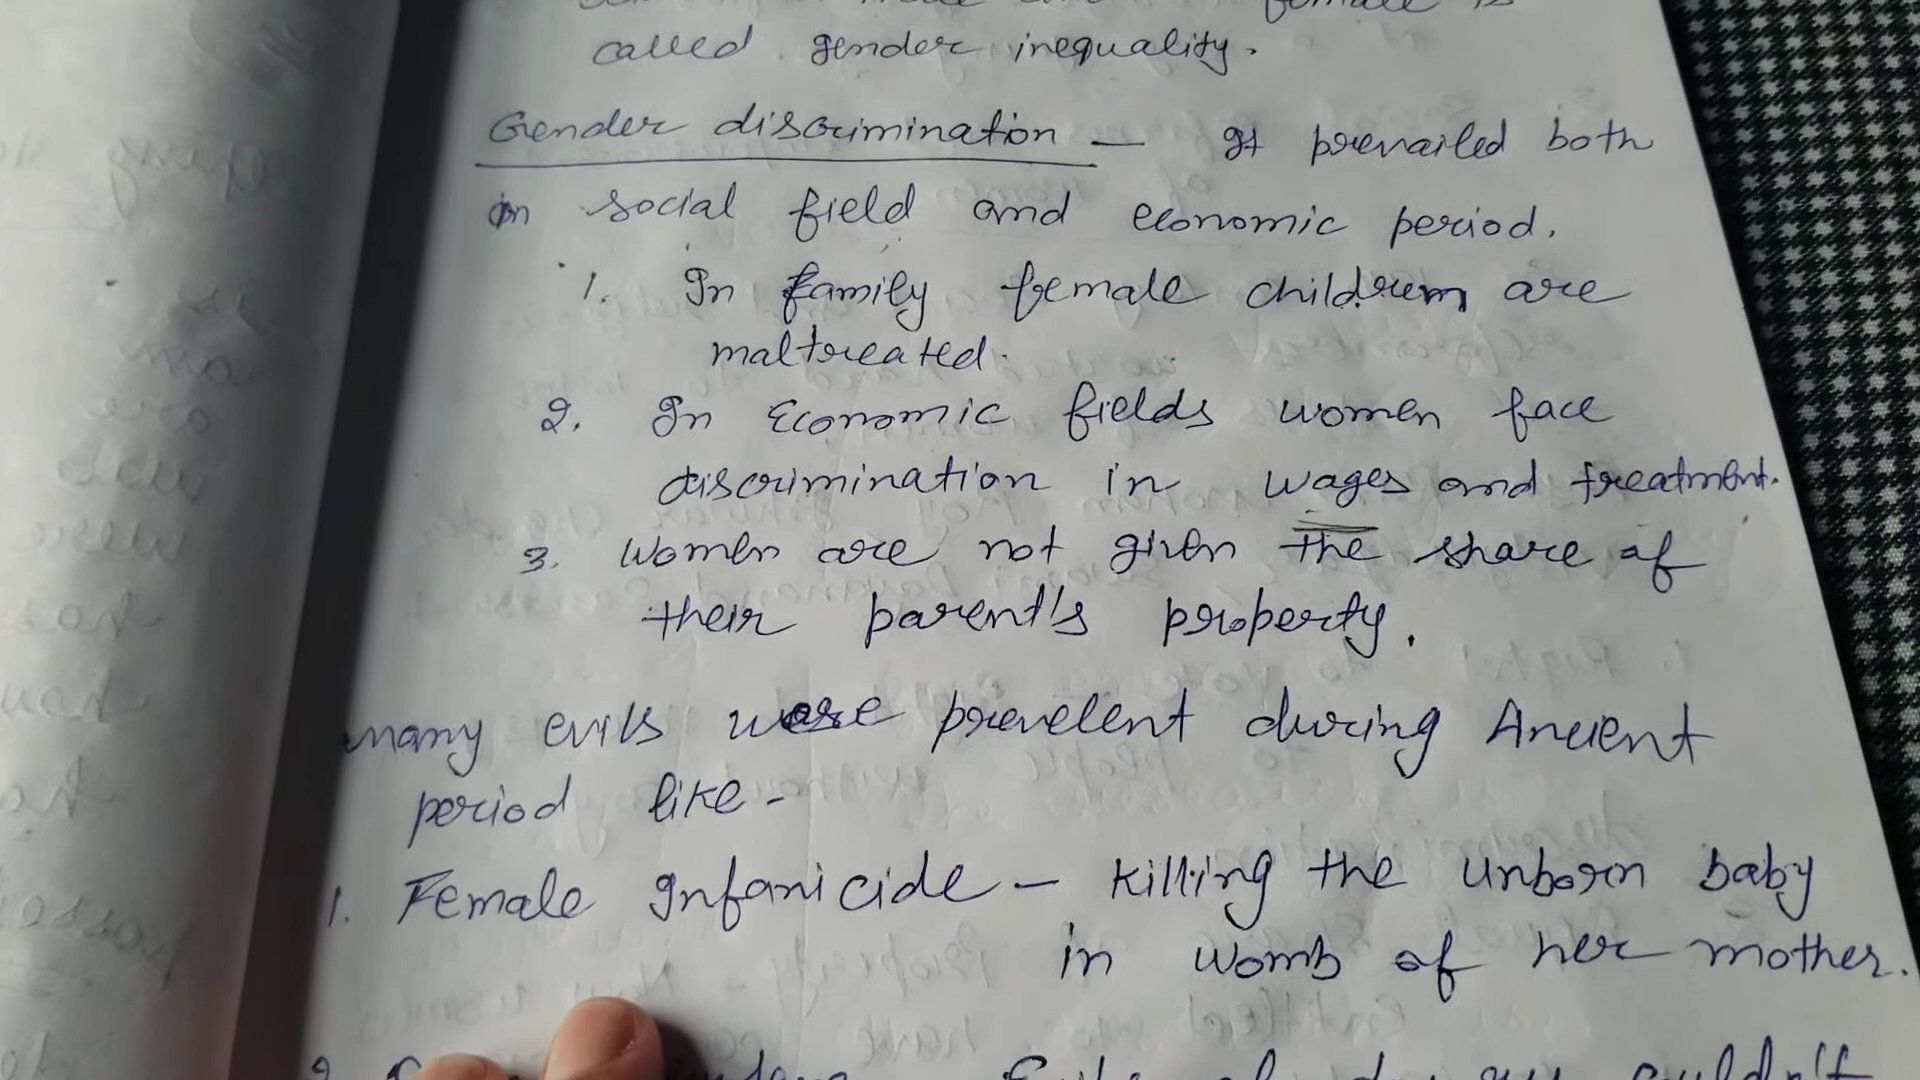 female is
called gender inequality.
Gender discrimination — It prevailed both
in social field and economic period.
1. In family female children are
maltreated.
2. In Economic fields women face
discrimination in wages and treatment.
3. Women are not given the share of
their parent's property.
many evils were prevelent during Ancient
period like -
1. Female Infanicide - Killing the unborn baby
in womb of her mother.